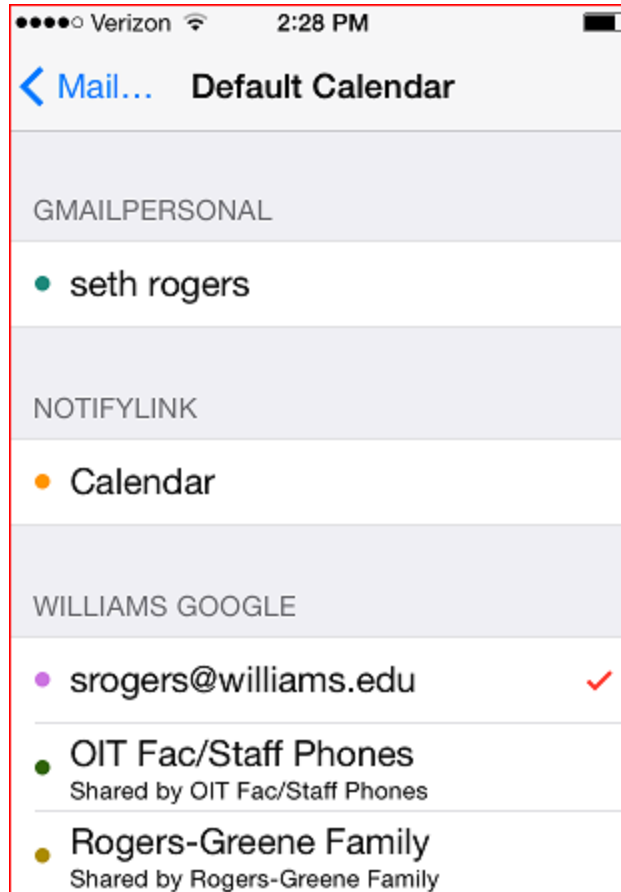 Verizon 2:28 PM
Mail... Default Calendar
GMAILPERSONAL
seth rogers
NOTIFYLINK
Calendar
WILLIAMS GOOGLE
srogers@williams.edu
OIT Fac/Staff Phones
Shared by OIT Fac/Staff Phones
Rogers-Greene Family
Shared by Rogers-Greene Family